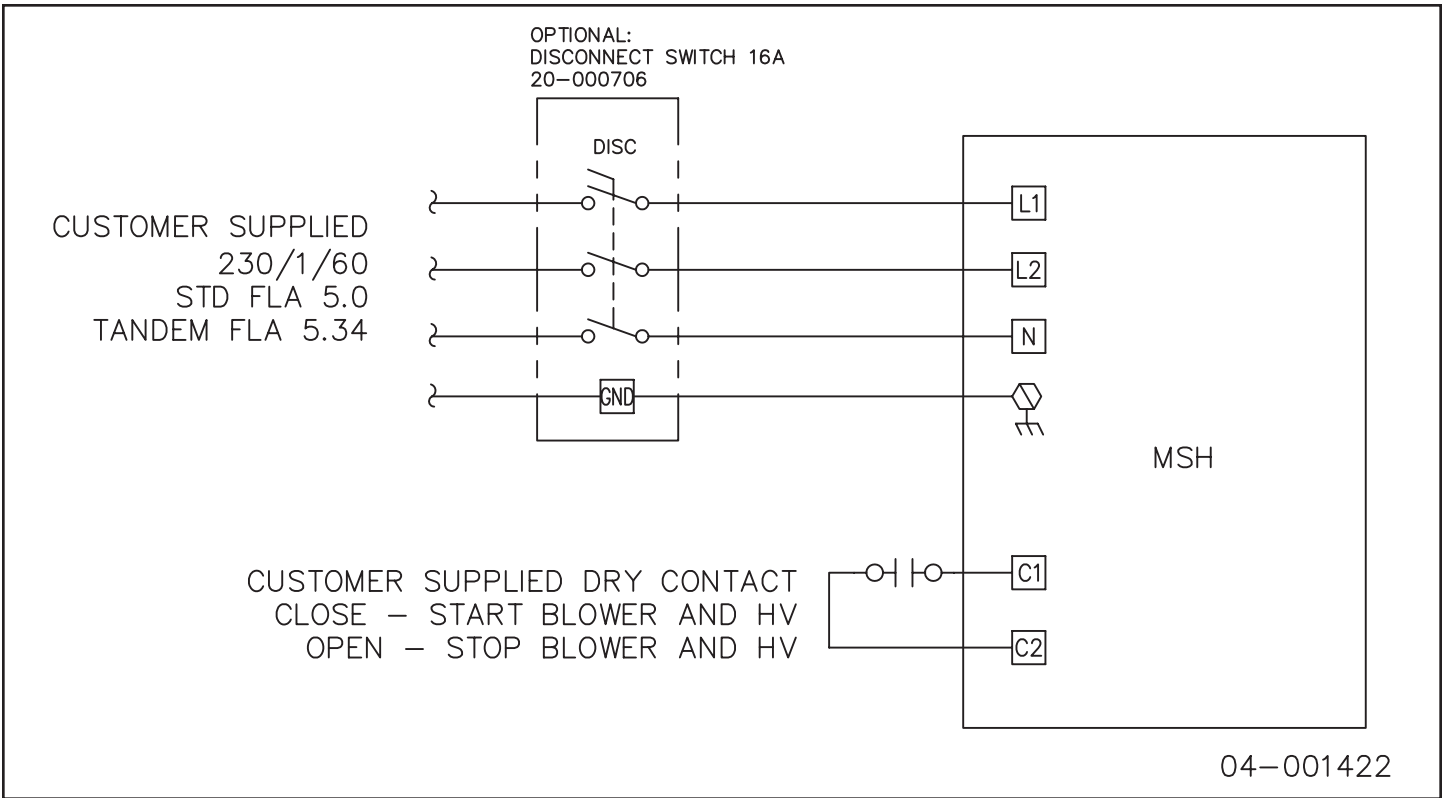 OPTIONAL:
DISCONNECT SWITCH 16A
20-000706
DISC
CUSTOMER SUPPLIED
230/1/60
STD FLA 5.0
TANDEM FLA 5.34
L1
L2
N
GND
MSH
CUSTOMER SUPPLIED DRY CONTACT
CLOSE - START BLOWER AND HV
OPEN - STOP BLOWER AND HV
C1
C2
04-001422